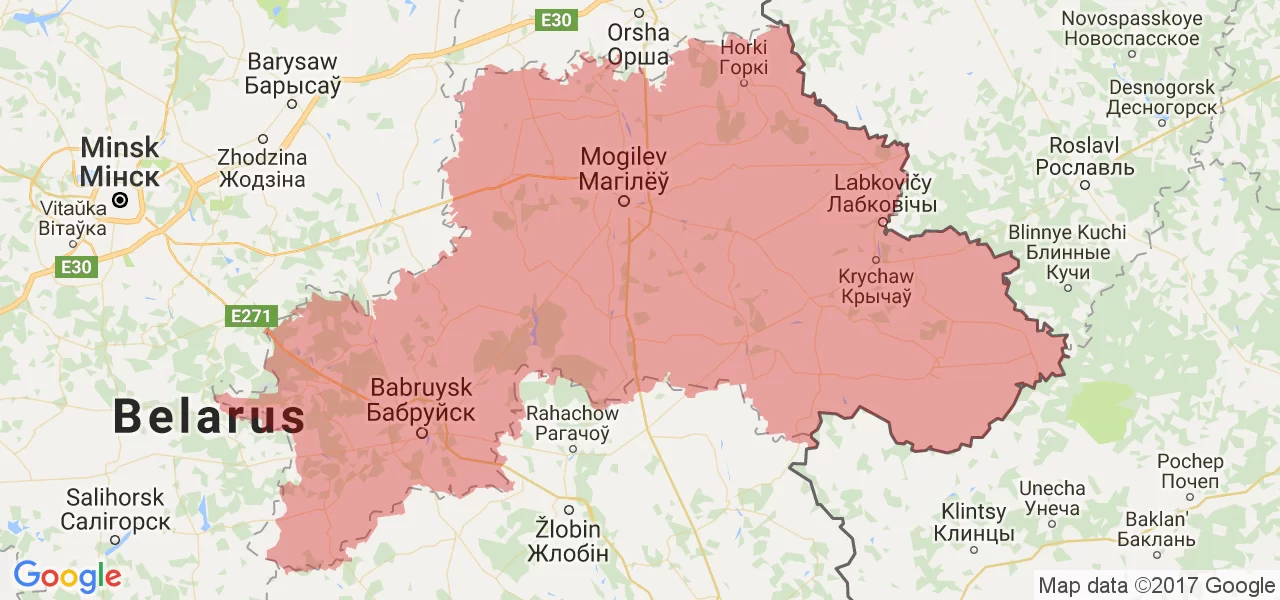 E30
Orsha
Орша
Novospasskoye
Новоспасское
Horki
Горкі
Barysaw
Барысаў
Desnogorsk
Десногорск
Minsk
Мінск
Zhodzina
Жодзіна
Mogilev
Магілёў
Roslavl
Рославль
Labkovičy
Лабковічы
Vitaŭka
Вітаўка
Blinnye Kuchi
Блинные
Кучи
E30
Krychaw
Крычаў
E271
Babruysk
Бабруйск
Belarus
Rahachow
Рагачоў
Salihorsk
Салігорск
Pochep
Почеп
Unecha
Унеча
Klintsy
Клинцы
Baklan'
Баклань
Žlobin
Жлобін
Google
Map data ©2017 Google